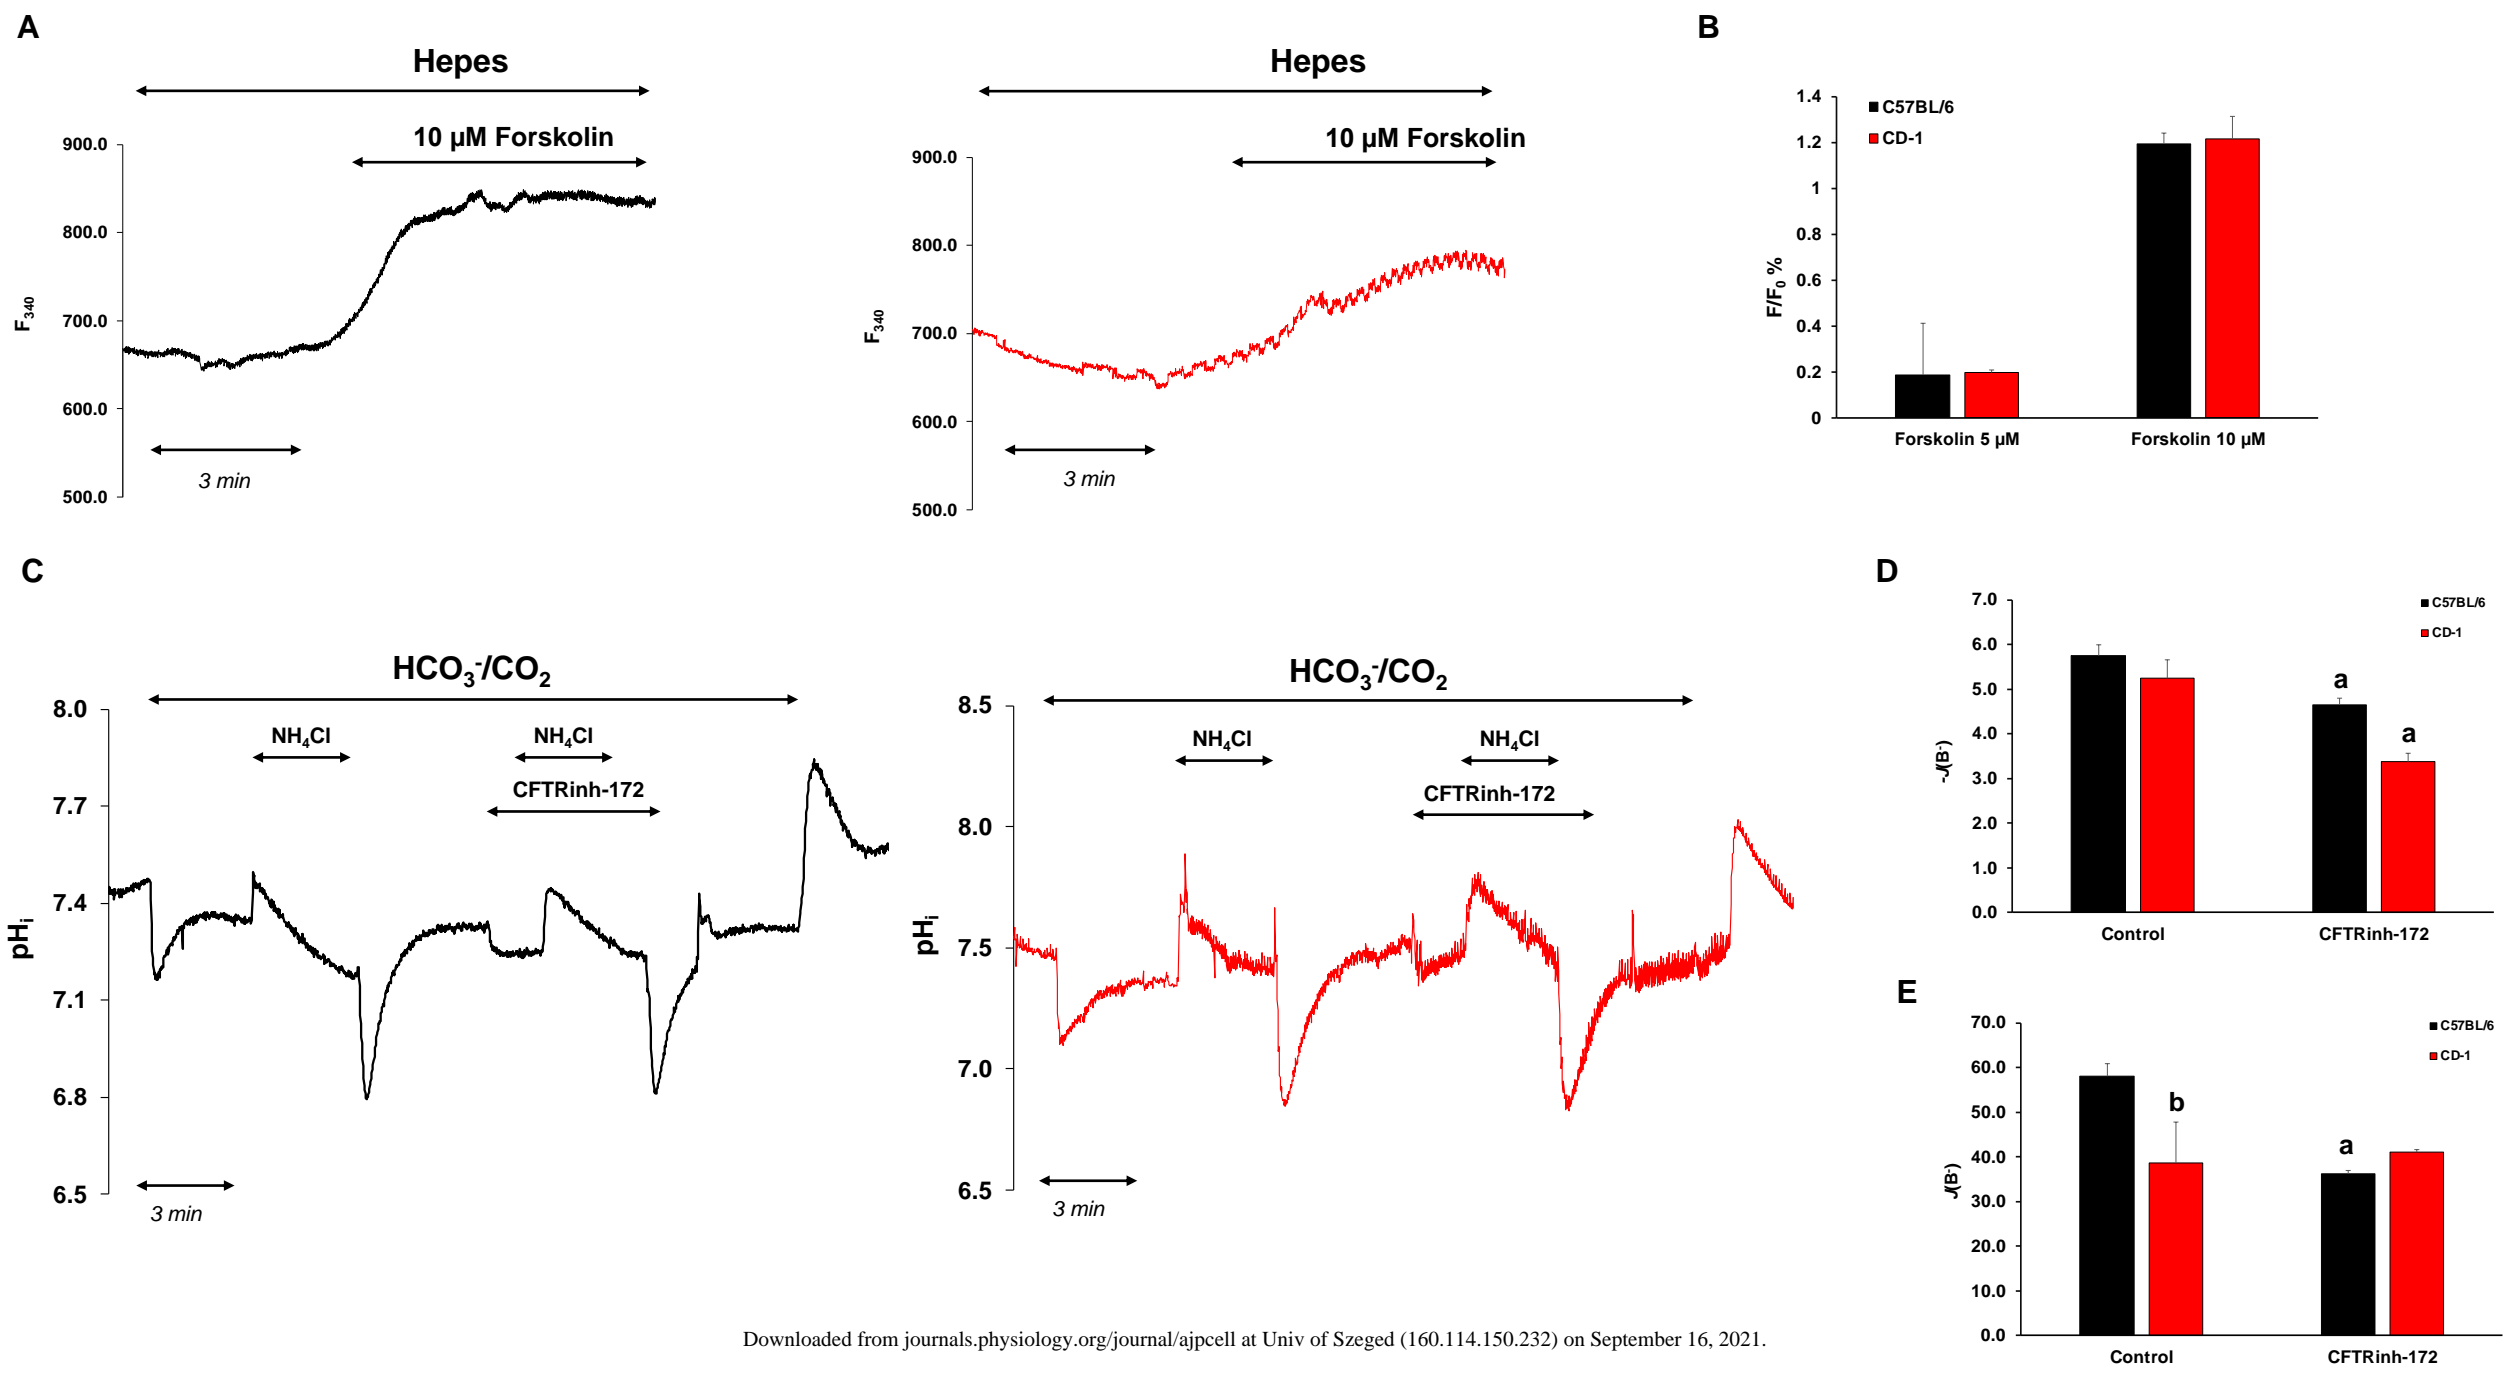 A
Hepes
10 µM Forskolin
900.0
800.0
700.0
600.0
500.0
F340
3 min
Hepes
10 µM Forskolin
900.0
800.0
700.0
600.0
500.0
F340
3 min
B
1.4
1.2
1
0.8
0.6
0.4
0.2
0
F/F0 %
C57BL/6
CD-1
Forskolin 5 µM
Forskolin 10 µM
C
HCO3-/CO2
NH4Cl
NH4Cl
CFTRinh-172
8.0
7.7
7.4
7.1
6.8
6.5
pHi
3 min
HCO3-/CO2
NH4Cl
NH4Cl
CFTRinh-172
8.5
8.0
7.5
7.0
6.5
pHi
3 min
D
7.0
6.0
5.0
4.0
3.0
2.0
1.0
0.0
-J(B-)
C57BL/6
CD-1
a
a
Control
CFTRinh-172
E
70.0
60.0
50.0
40.0
30.0
20.0
10.0
0.0
J(B-)
C57BL/6
CD-1
b
a
Control
CFTRinh-172
Downloaded from journals.physiology.org/journal/ajpcell at Univ of Szeged (160.114.150.232) on September 16, 2021.